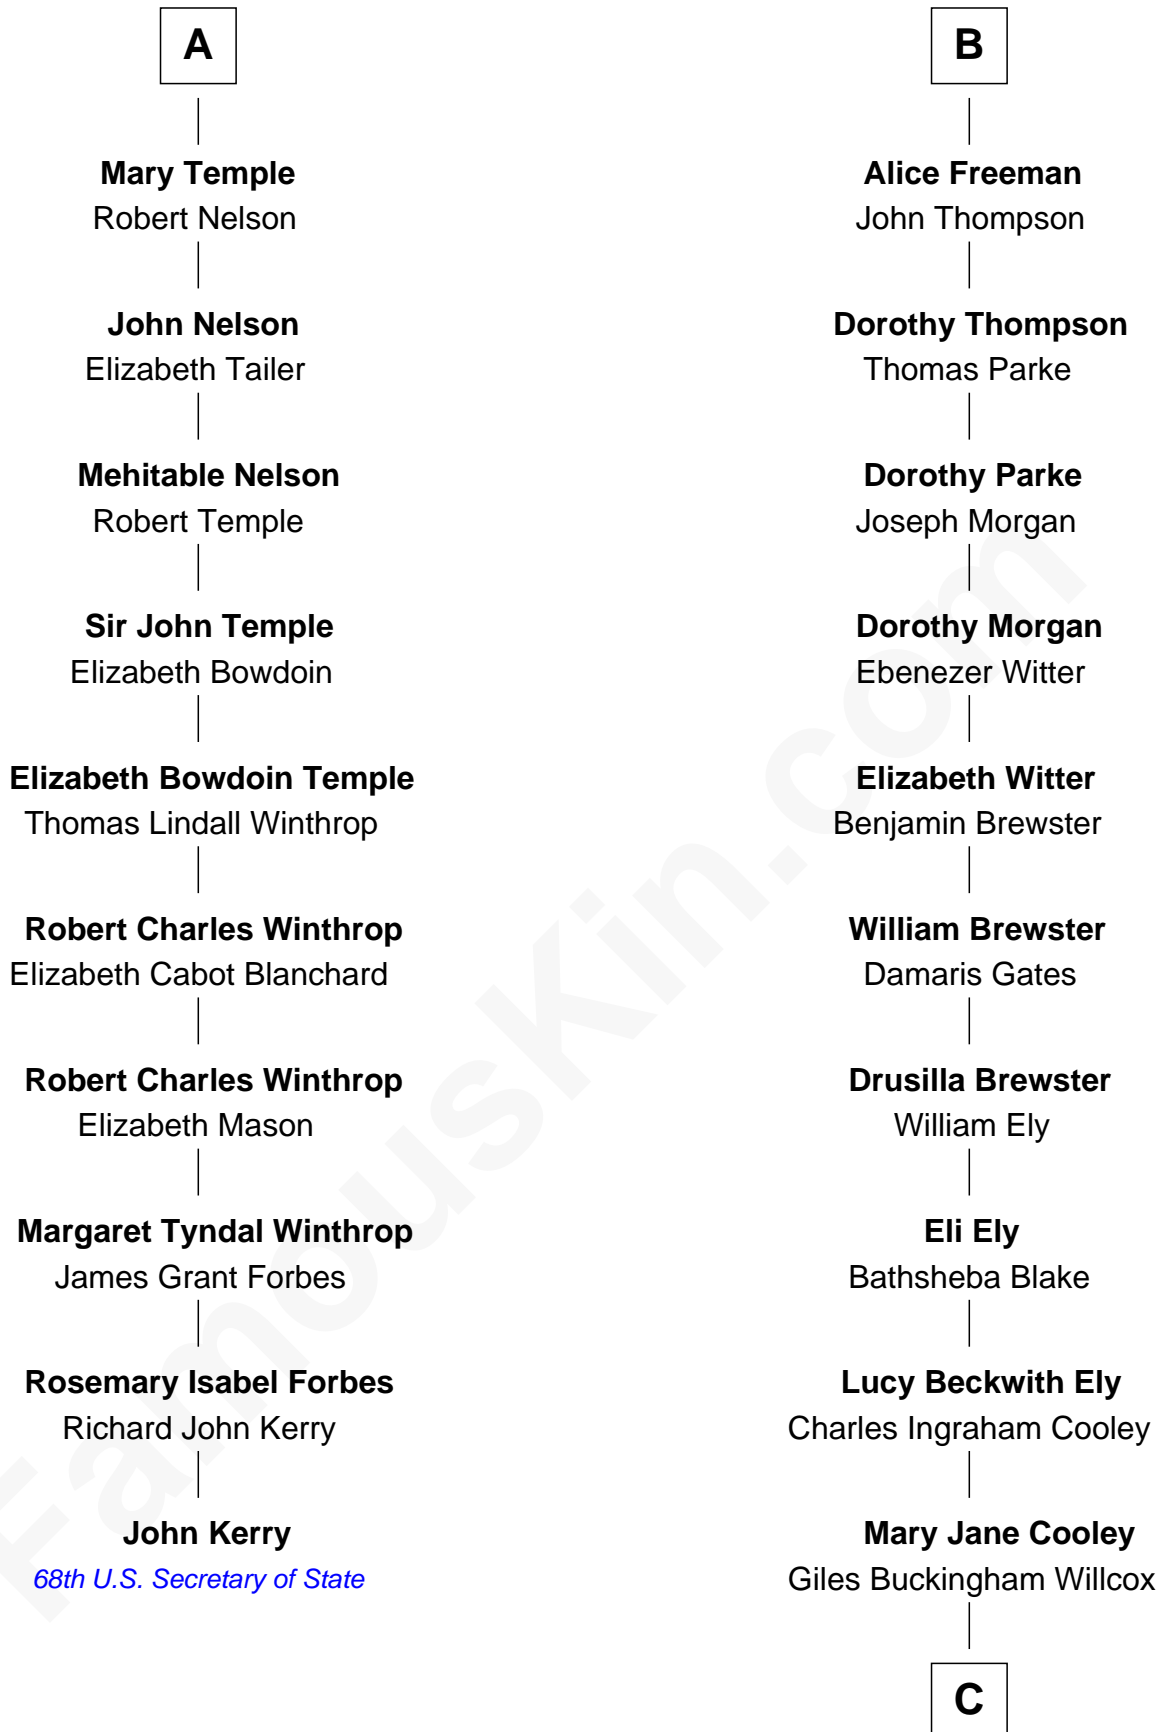 A
Mary Temple
Robert Nelson
John Nelson
Elizabeth Tailer
Mehitable Nelson
Robert Temple
Sir John Temple
Elizabeth Bowdoin
Elizabeth Bowdoin Temple
Thomas Lindall Winthrop
Robert Charles Winthrop
Elizabeth Cabot Blanchard
Robert Charles Winthrop
Elizabeth Mason
Margaret Tyndal Winthrop
James Grant Forbes
Rosemary Isabel Forbes
Richard John Kerry
John Kerry
68th U.S. Secretary of State
B
Alice Freeman
John Thompson
Dorothy Thompson
Thomas Parke
Dorothy Parke
Joseph Morgan
Dorothy Morgan
Ebenezer Witter
Elizabeth Witter
Benjamin Brewster
William Brewster
Damaris Gates
Drusilla Brewster
William Ely
Eli Ely
Bathsheba Blake
Lucy Beckwith Ely
Charles Ingraham Cooley
Mary Jane Cooley
Giles Buckingham Willcox
C
FamousKin.com